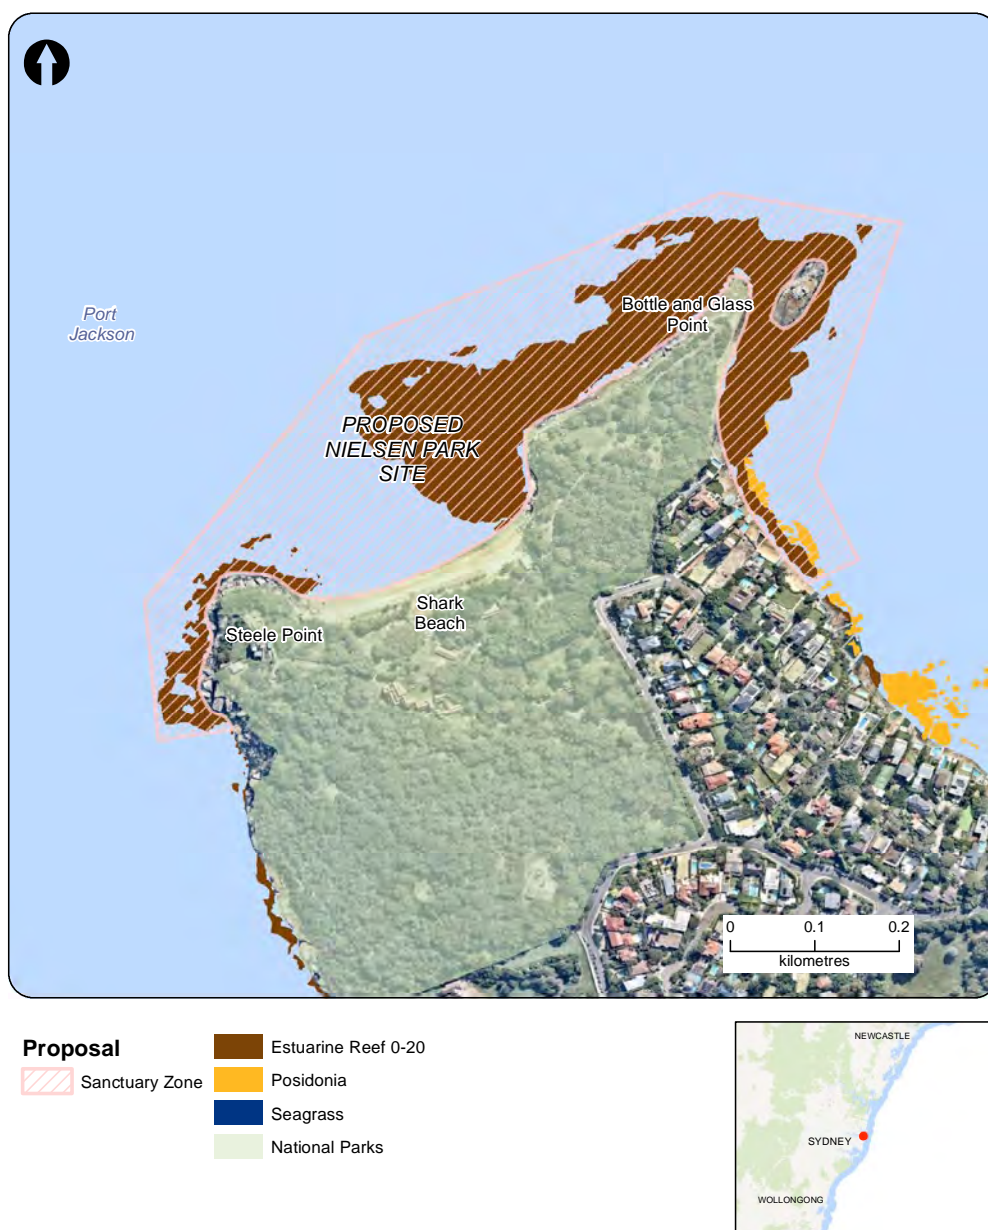 Port
Jackson
Bottle and Glass
Point
PROPOSED
NIELSEN PARK
SITE
Shark
Beach
Steele Point
0 0.1 0.2
kilometres
Proposal
Sanctuary Zone
Estuarine Reef 0-20
Posidonia
Seagrass
National Parks
NEWCASTLE
SYDNEY
WOLLONGONG